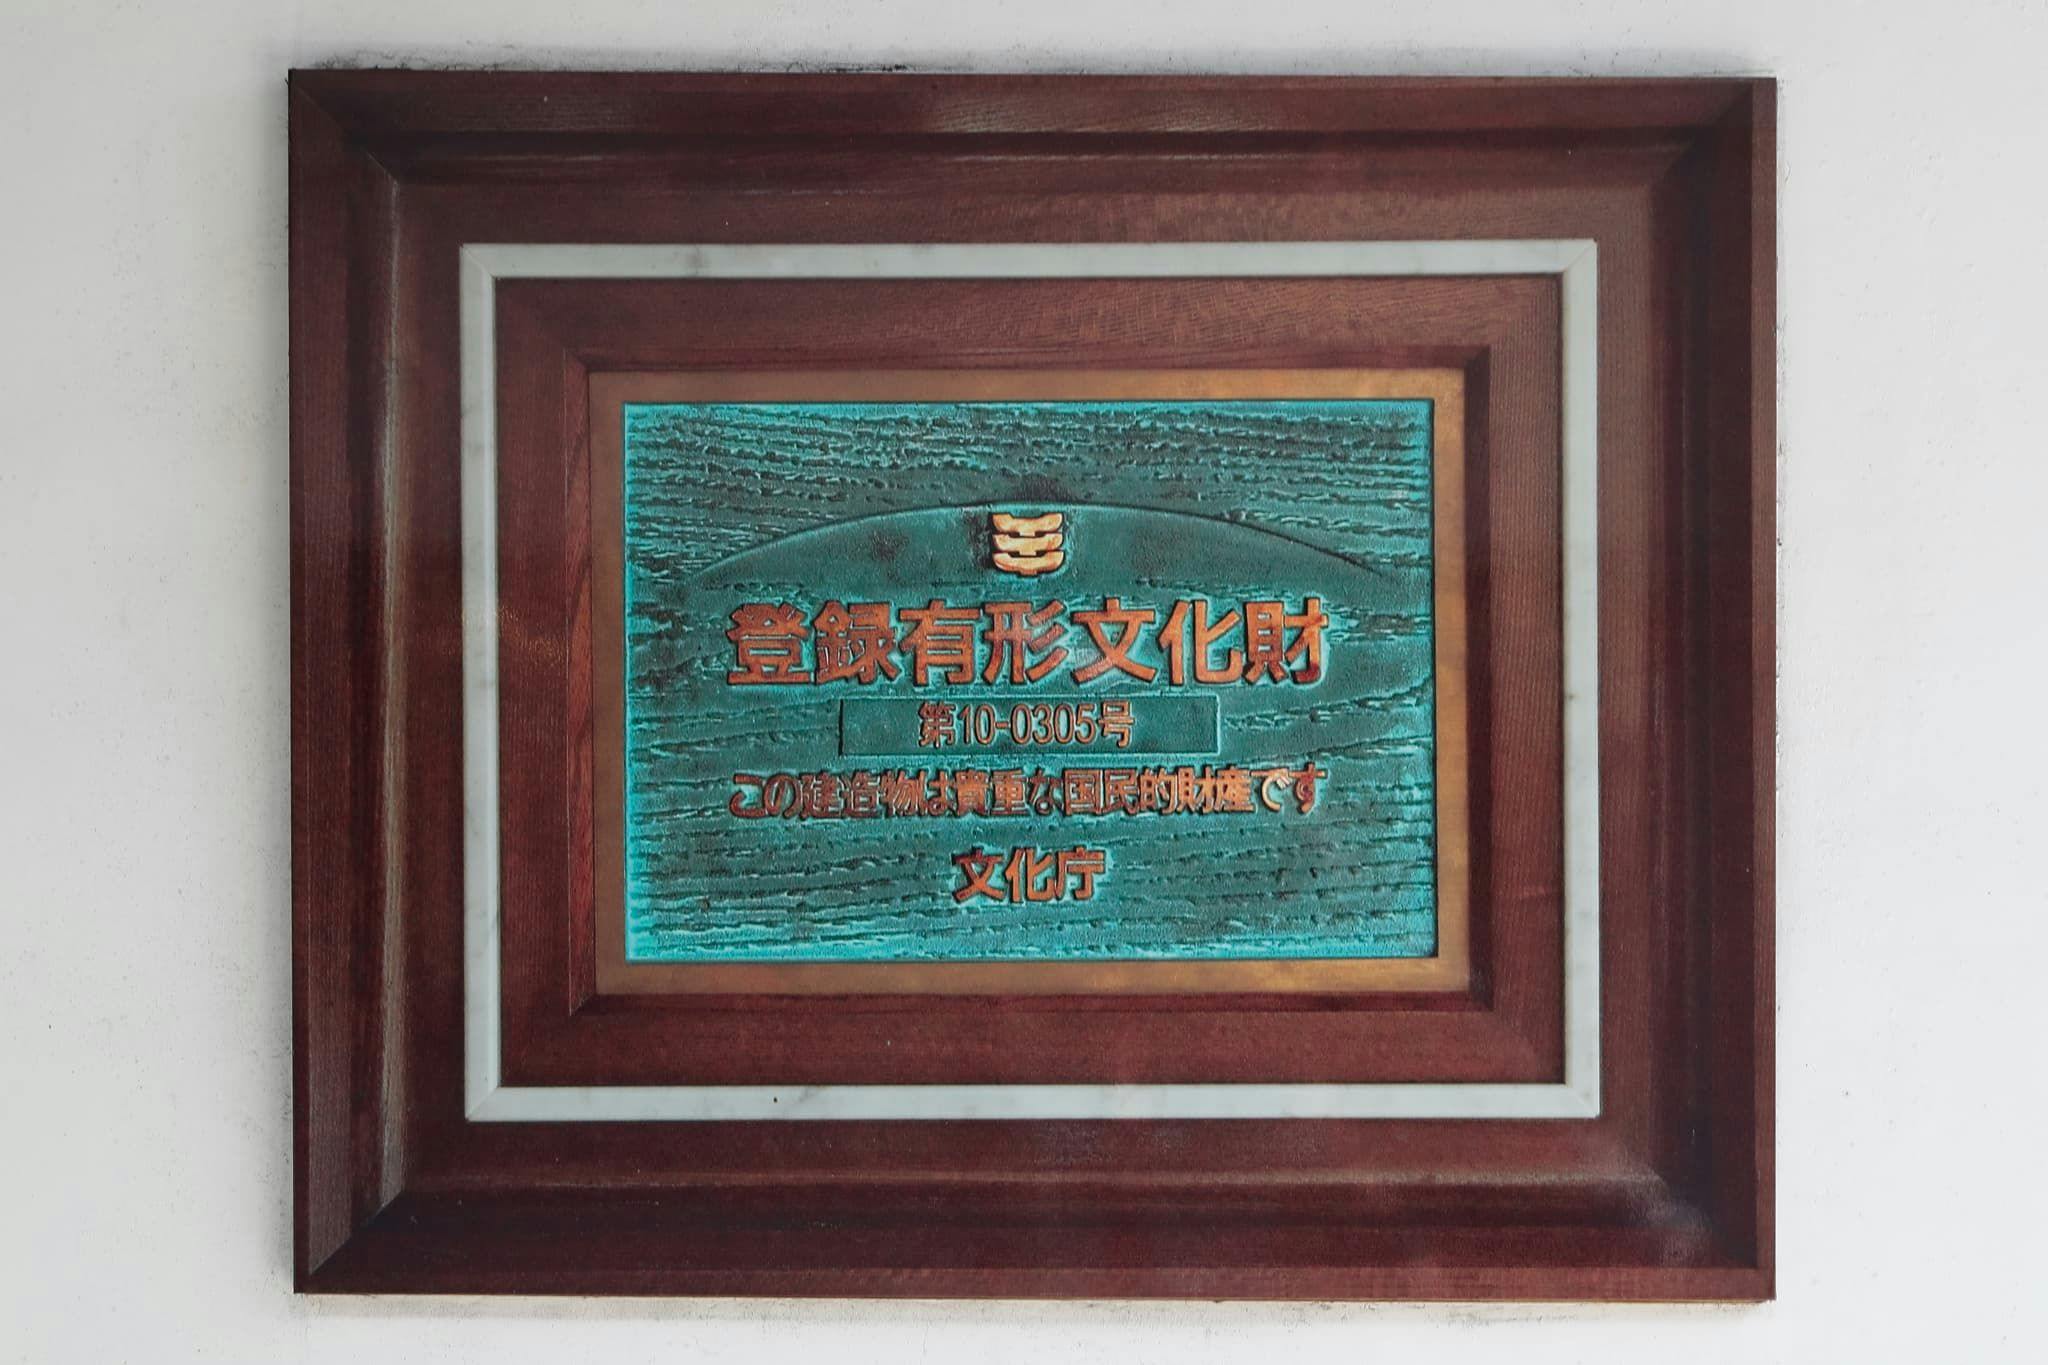 登録有形文化財
第10-0305号
この建造物は貴重な国民的財産です
文化庁